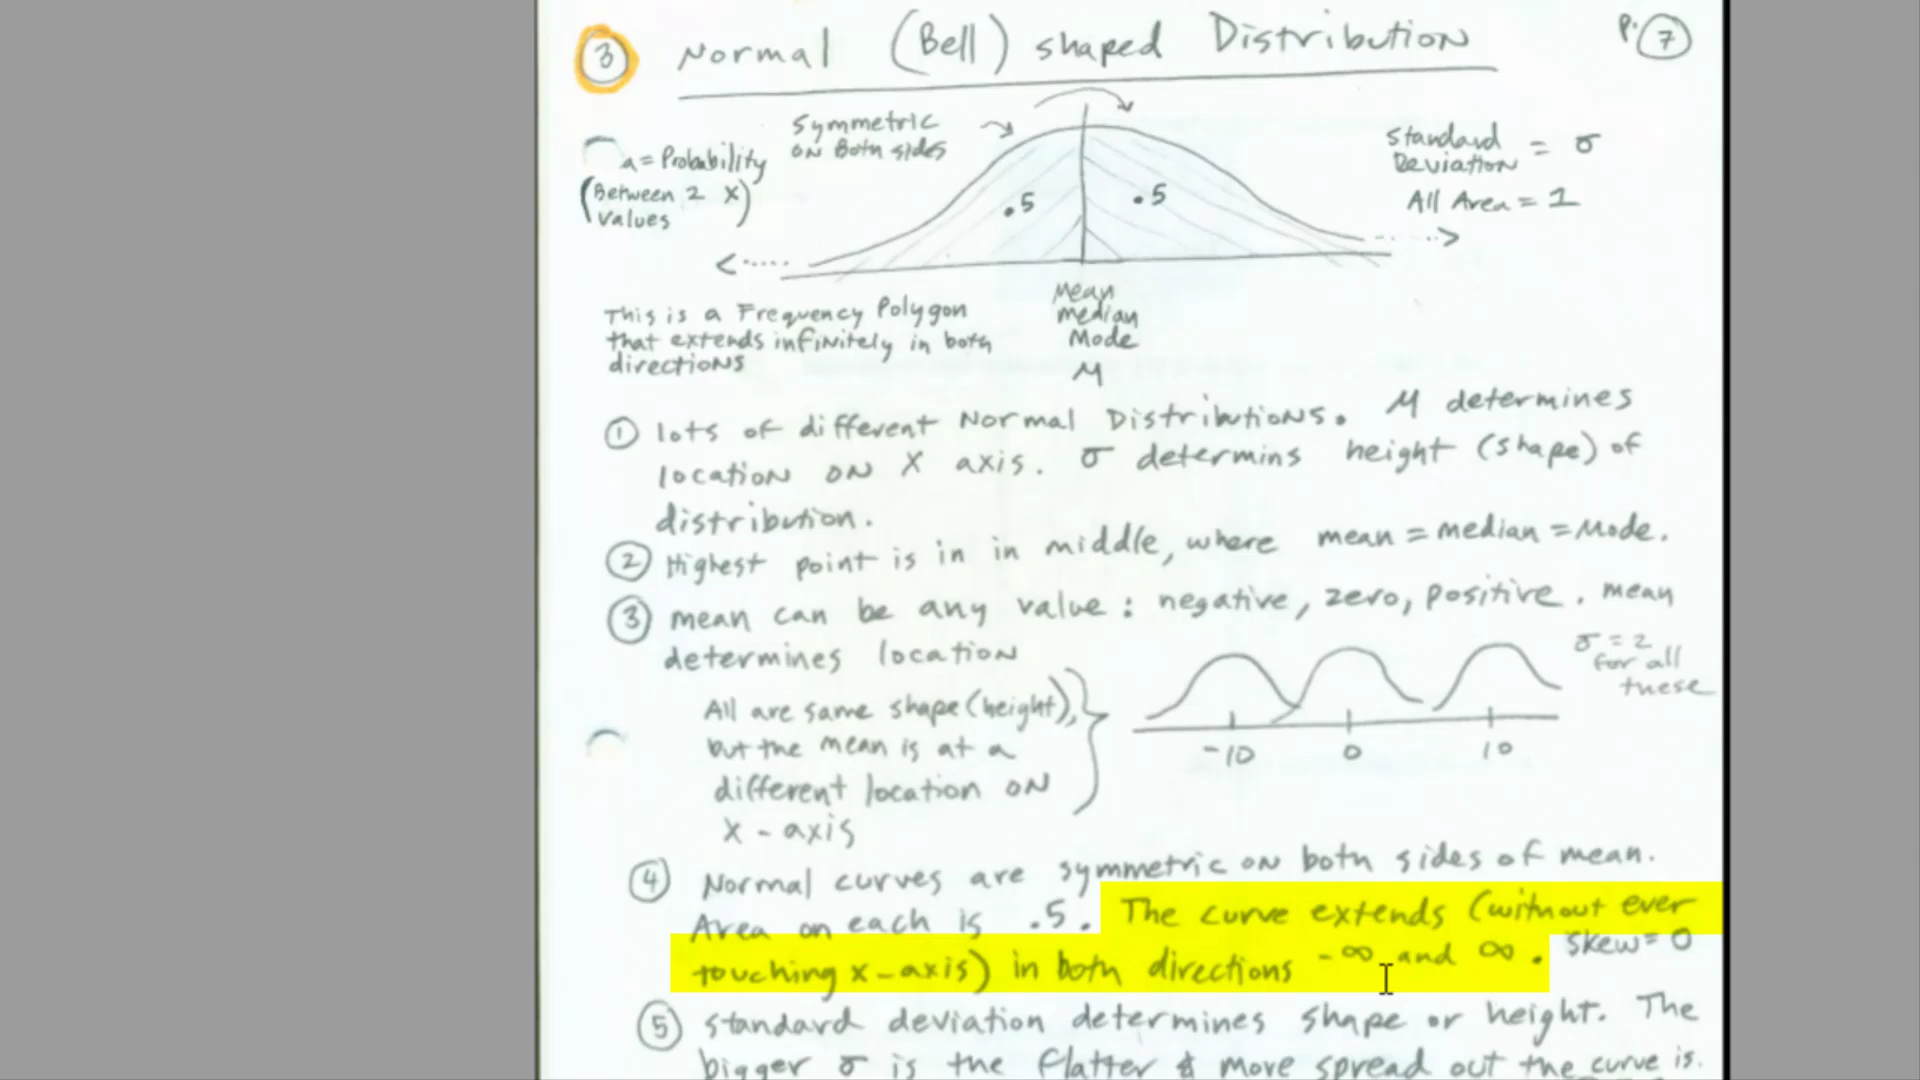 3 Normal (Bell) shaped Distribution P. 7
Symmetric
on Both sides
a = Probability
(Between 2 X)
values
.5 .5
Standard
Deviation = σ
All Area = 1
Mean
median
Mode
M
This is a Frequency Polygon
that extends infinitely in both
directions
1 lots of different Normal Distributions. M determines
location on X axis. σ determins height (shape) of
distribution.
2 Highest point is in in middle, where mean = median = Mode.
3 mean can be any value : negative, zero, positive. mean
determines location
All are same shape (height),
but the mean is at a
different location on
x - axis
-10 0 10
σ = 2
for all
these
4 Normal curves are symmetric on both sides of mean.
Area on each is .5. The curve extends (without ever
touching x-axis) in both directions -∞ and ∞. Skew = 0
5 Standard deviation determines shape or height. The
bigger σ is the flatter & more spread out the curve is.